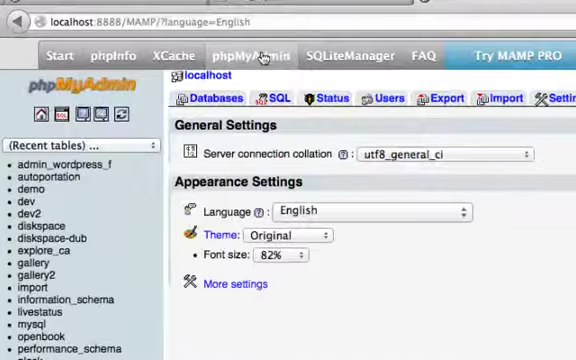 localhost:8888/MAMP/?language=English
Start phpInfo XCache phpMyAdmin SQLiteManager FAQ Try MAMP PRO
phpMyAdmin
localhost
Databases SQL Status Users Export Import
(Recent tables) ...
admin_wordpress_f
autoportation
demo
dev
dev2
diskspace
diskspace-dub
explore_ca
gallery
gallery2
import
information_schema
livestatus
mysql
openbook
performance_schema
General Settings
Server connection collation : utf8_general_ci
Appearance Settings
Language : English
Theme: Original
Font size: 82%
More settings